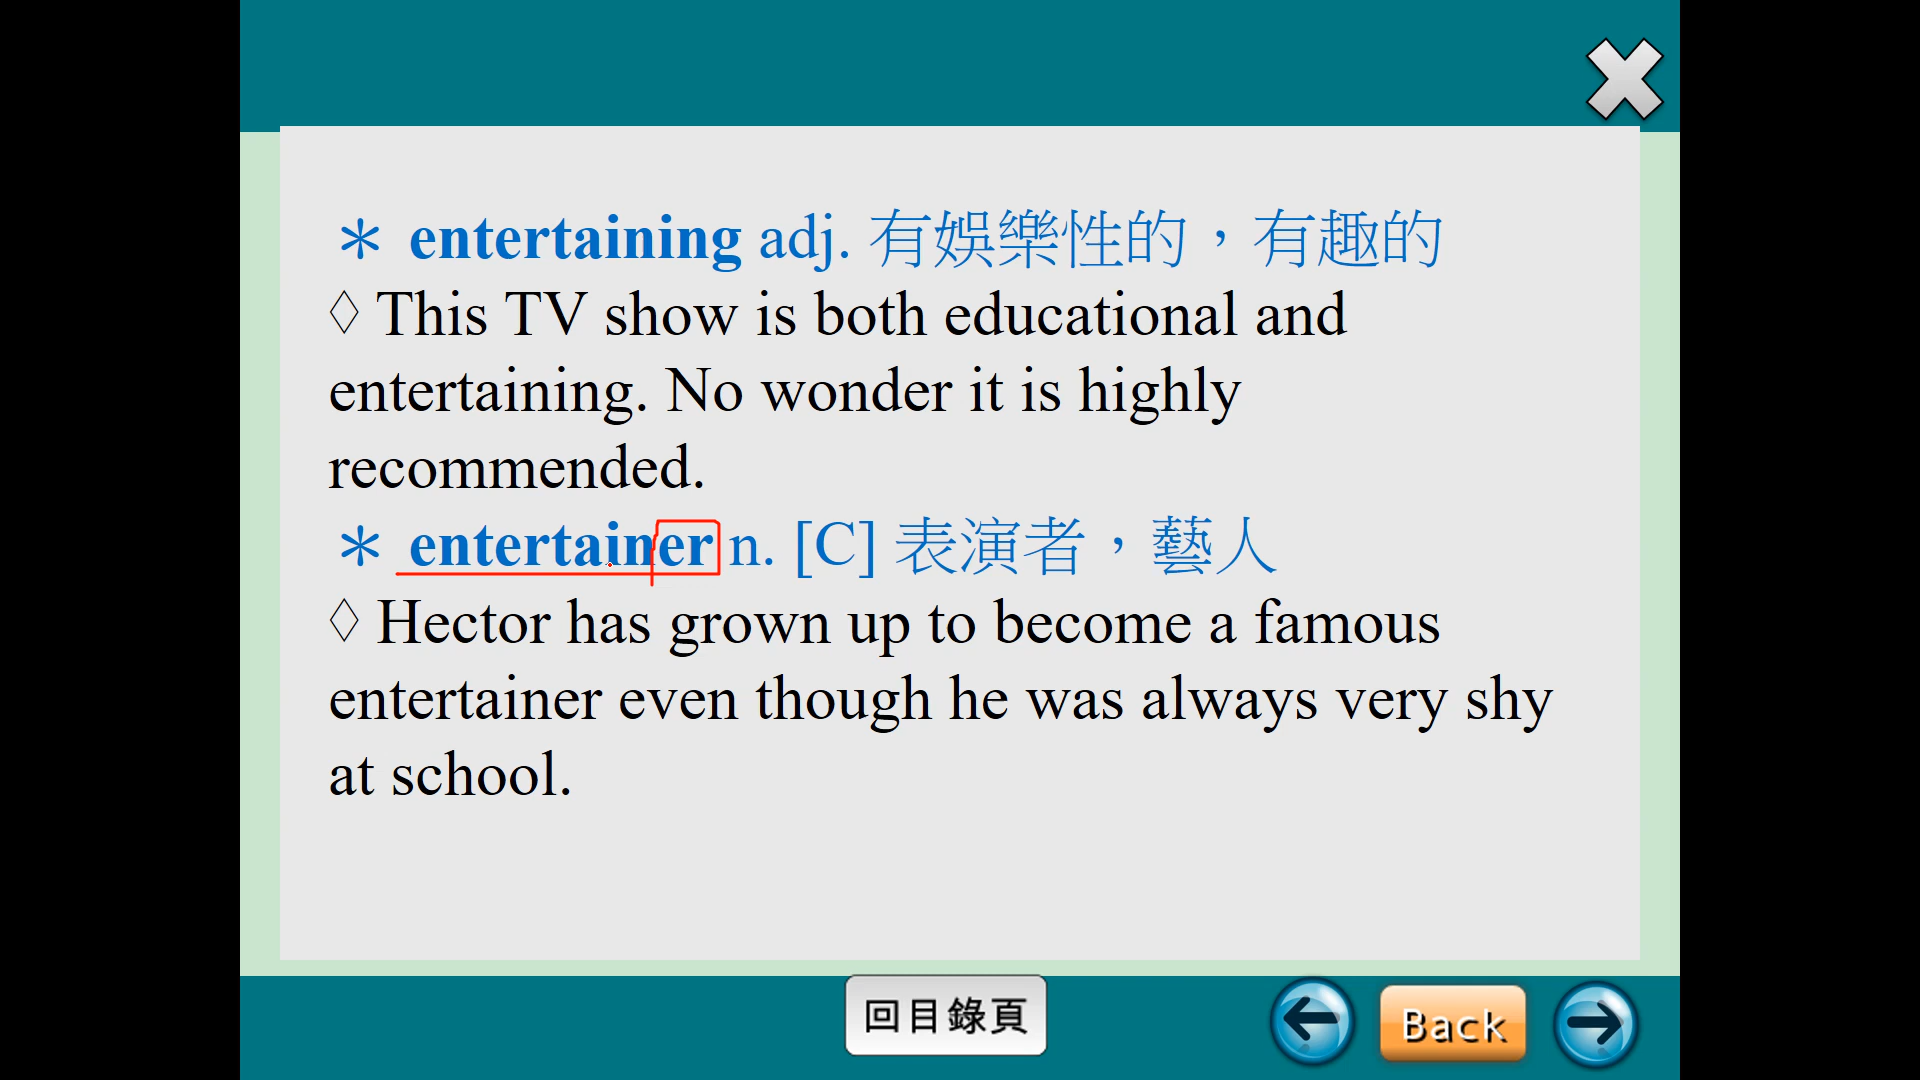 ＊ entertaining adj. 有娛樂性的，有趣的
◊ This TV show is both educational and
entertaining. No wonder it is highly
recommended.
＊ entertainer n. [C] 表演者，藝人
◊ Hector has grown up to become a famous
entertainer even though he was always very shy
at school.
回目錄頁
Back